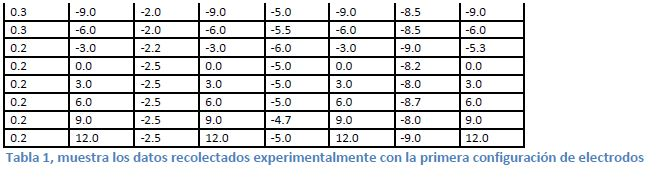 0.3 -9.0 -2.0 -9.0 -5.0 -9.0 -8.5 -9.0
0.3 -6.0 -2.0 -6.0 -5.5 -6.0 -8.5 -6.0
0.2 -3.0 -2.2 -3.0 -6.0 -3.0 -9.0 -5.3
0.2 0.0 -2.5 0.0 -5.0 0.0 -8.2 0.0
0.2 3.0 -2.5 3.0 -5.0 3.0 -8.0 3.0
0.2 6.0 -2.5 6.0 -5.0 6.0 -8.7 6.0
0.2 9.0 -2.5 9.0 -4.7 9.0 -8.0 9.0
0.2 12.0 -2.5 12.0 -5.0 12.0 -9.0 12.0
Tabla 1, muestra los datos recolectados experimentalmente con la primera configuración de electrodos